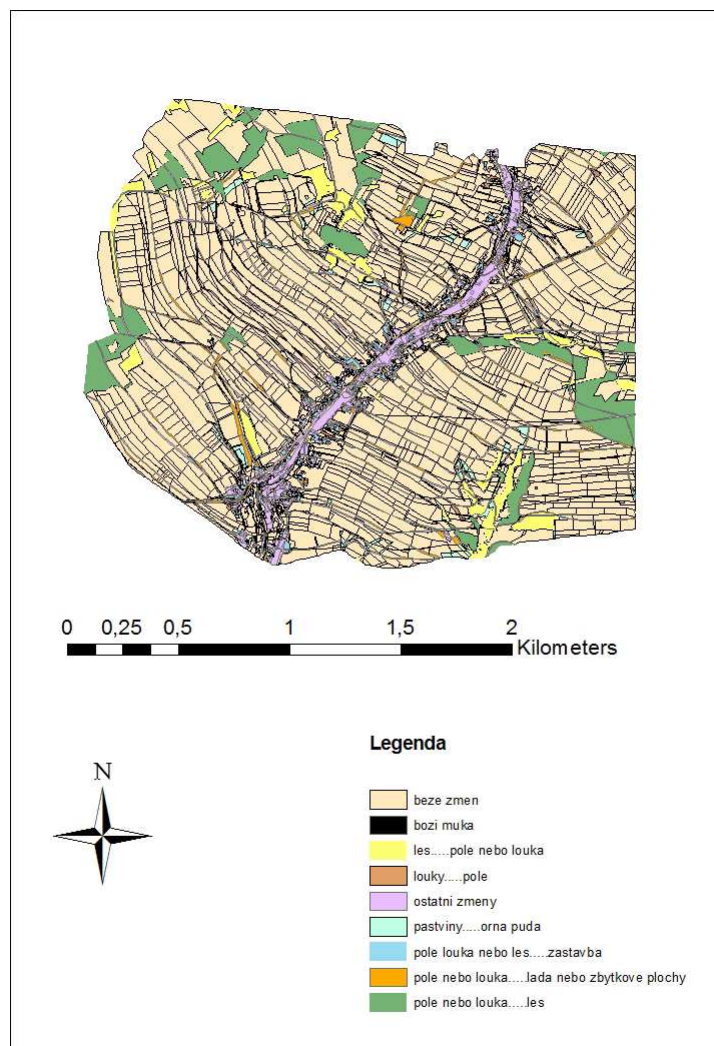 0 0,25 0,5 1 1,5 2
Kilometers
N
Legenda
beze zmen
bozi muka
les.....pole nebo louka
louky.....pole
ostatni zmeny
pastviny.....orna puda
pole louka nebo les.....zastavba
pole nebo louka.....lada nebo zbytkove plochy
pole nebo louka.....les